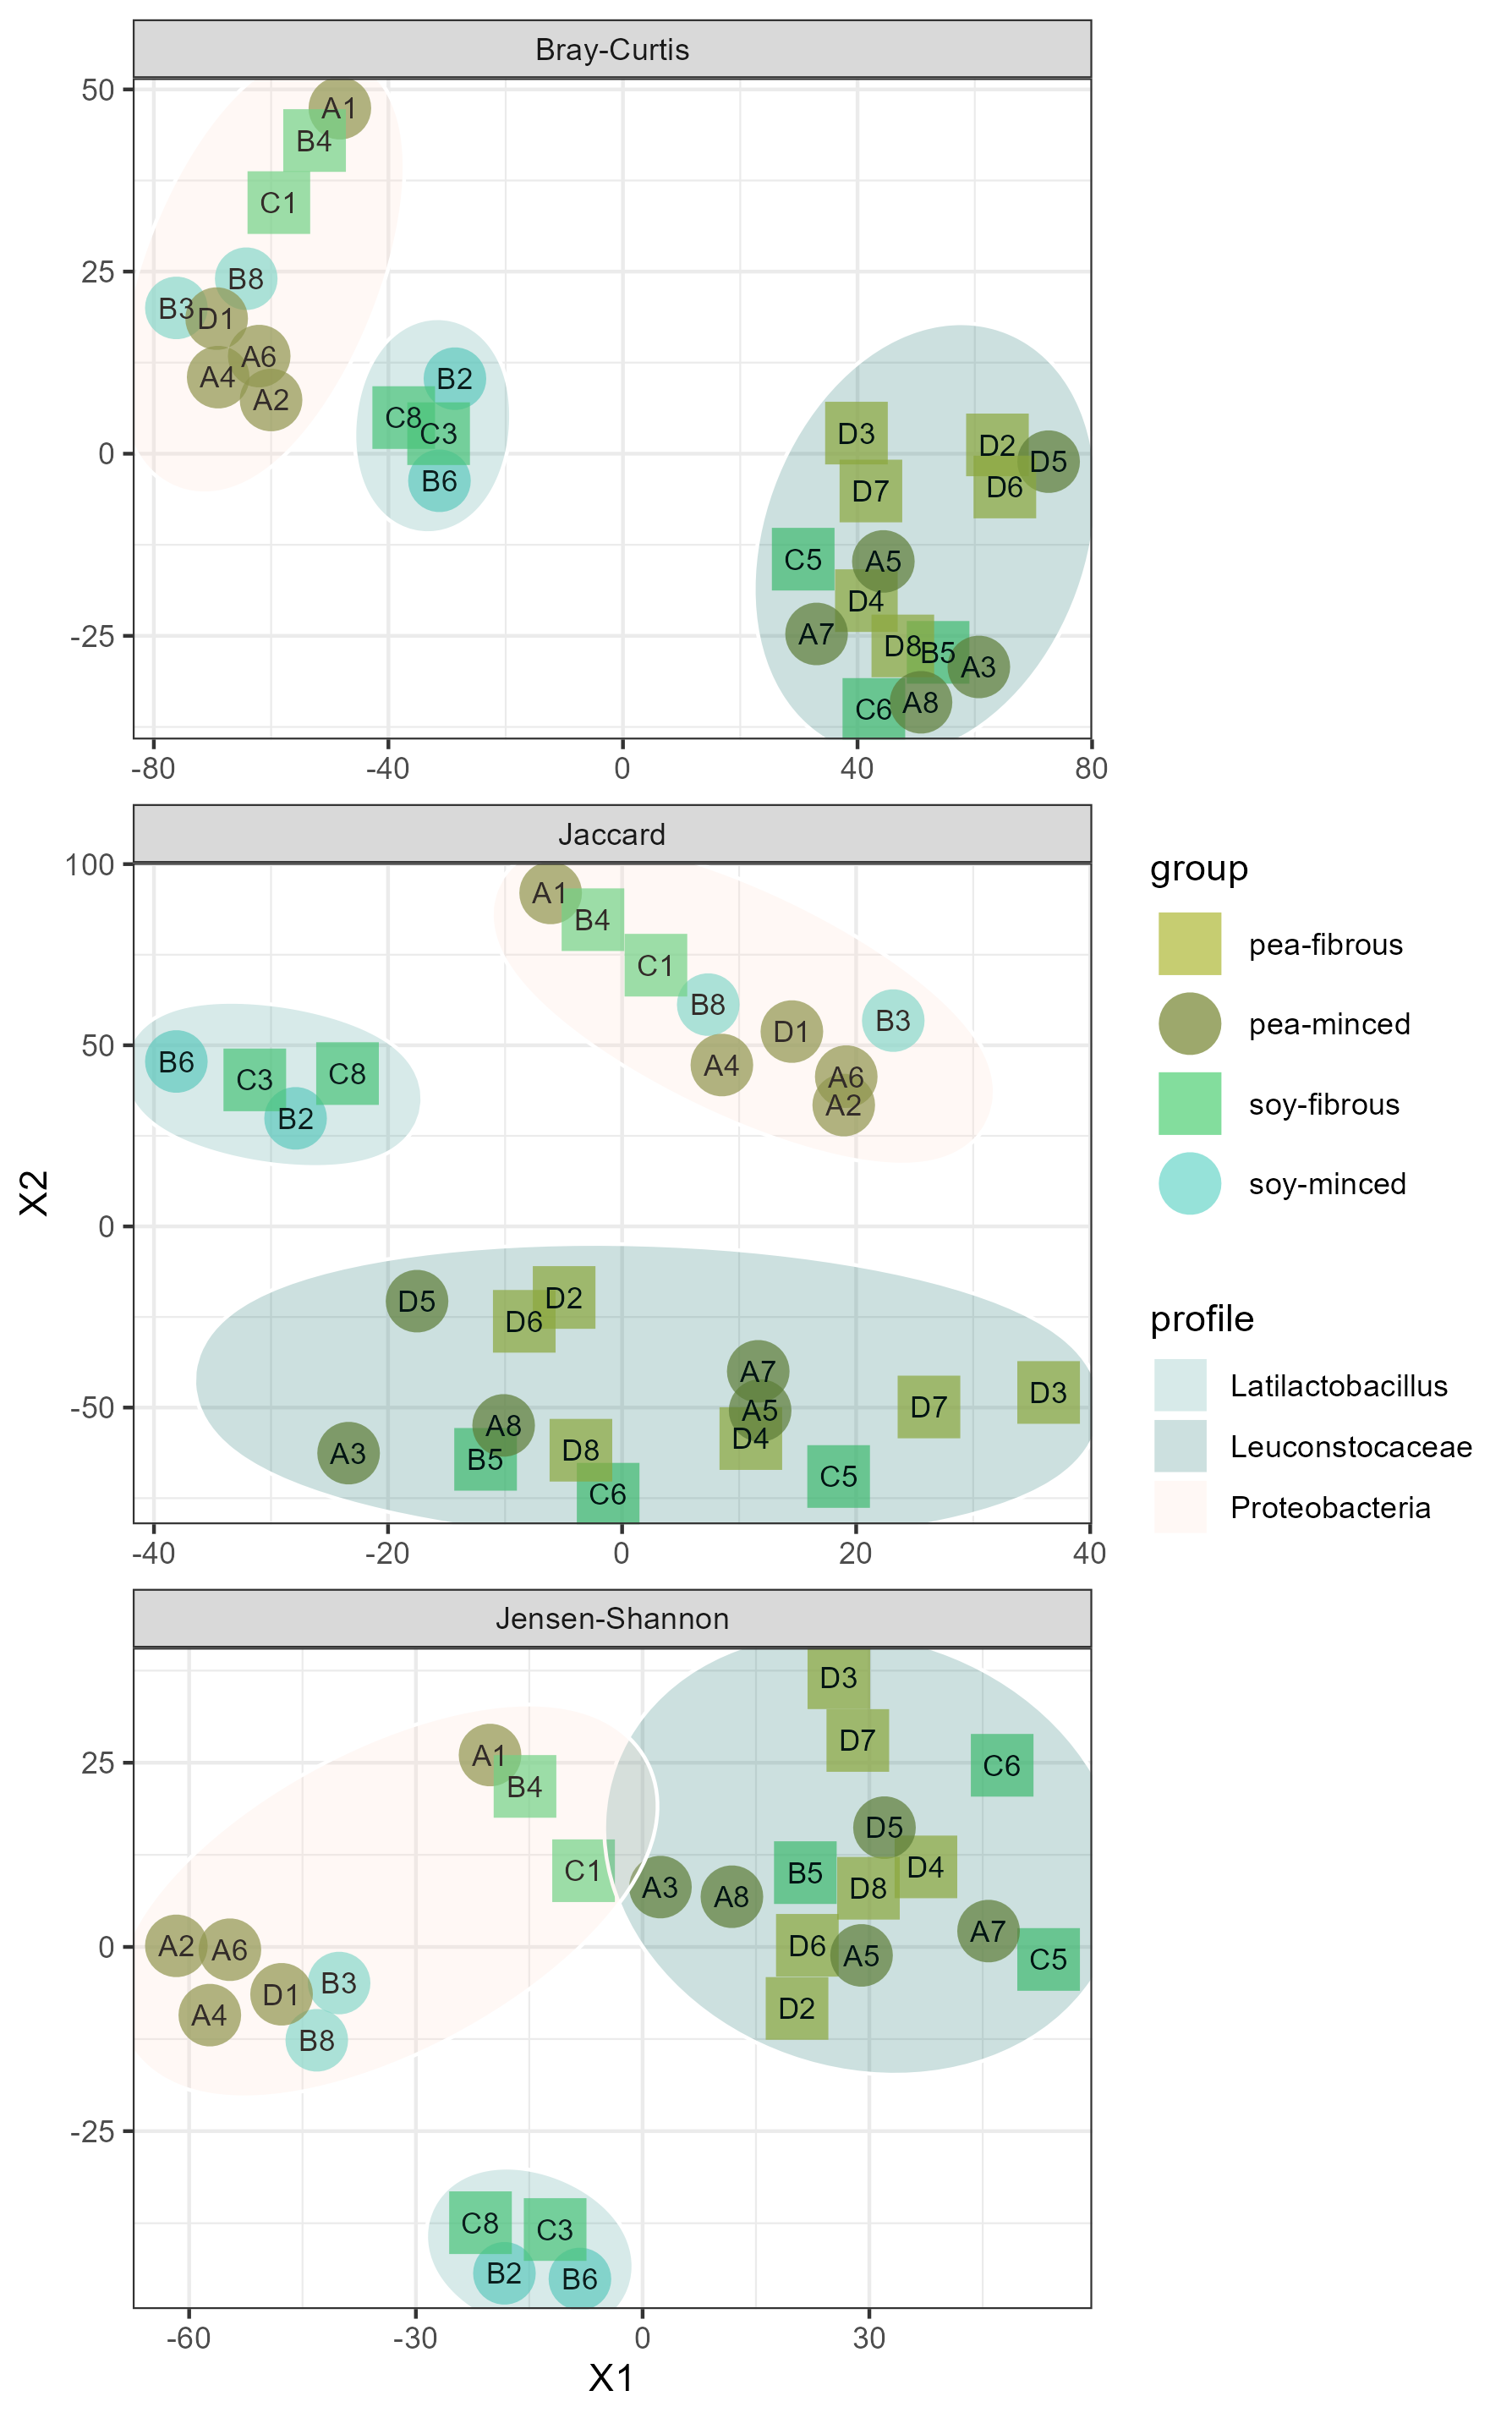 Bray-Curtis
50
25
0
-25
A1
B4
C1
B8
B3
D1
A6
A4
A2
B2
C8
C3
B6
D3
D2
D5
D7
D6
C5
A5
D4
A7
D8
B5
A3
C6
A8
-80
-40
0
40
80
Jaccard
100
50
0
-50
A1
B4
C1
B8
B3
D1
A4
A6
A2
B6
C3
C8
B2
D5
D2
D6
A7
A5
D4
D7
D3
A8
A3
B5
D8
C5
C6
-40
-20
0
20
40
X2
group
pea-fibrous
pea-minced
soy-fibrous
soy-minced
profile
Latilactobacillus
Leuconstocaceae
Proteobacteria
Jensen-Shannon
25
0
-25
D3
D7
C6
A1
B4
D5
C1
A3
A8
B5
D8
D4
A2
A6
D6
A5
A7
C5
B3
D1
A4
B8
D2
C8
C3
B2
B6
-60
-30
0
30
X1